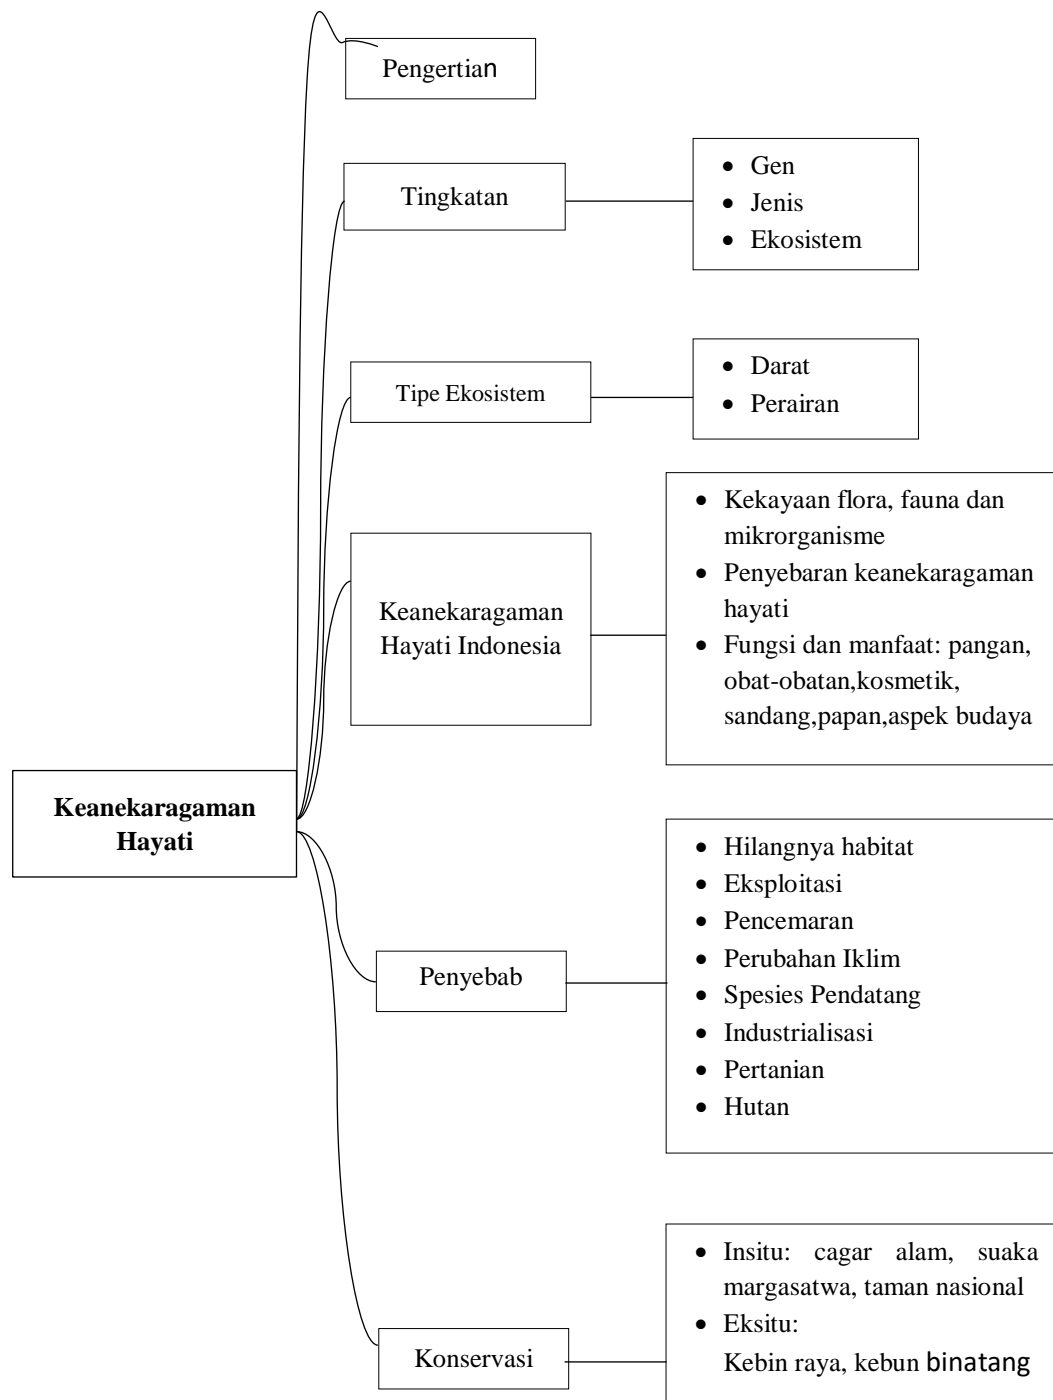 Pengertian
Tingkatan
• Gen
• Jenis
• Ekosistem
Tipe Ekosistem
• Darat
• Perairan
Keanekaragaman
Hayati Indonesia
• Kekayaan flora, fauna dan
mikrorganisme
• Penyebaran keanekaragaman
hayati
• Fungsi dan manfaat: pangan,
obat-obatan,kosmetik,
sandang,papan,aspek budaya
Keanekaragaman
Hayati
Penyebab
• Hilangnya habitat
• Eksploitasi
• Pencemaran
• Perubahan Iklim
• Spesies Pendatang
• Industrialisasi
• Pertanian
• Hutan
Konservasi
• Insitu: cagar alam, suaka
margasatwa, taman nasional
• Eksitu:
Kebin raya, kebun binatang